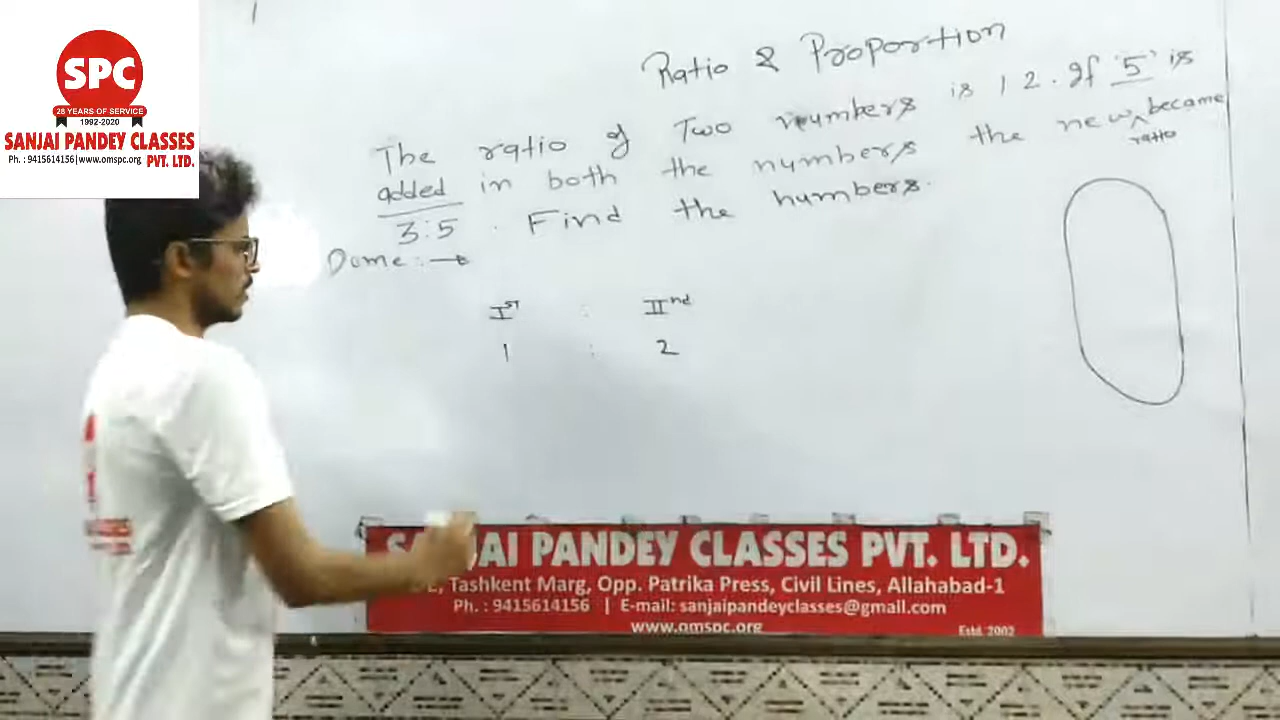 SPC
28 YEARS OF SERVICE
1992-2020
SANJAI PANDEY CLASSES
Ph. : 9415614156 | www.omspc.org PVT. LTD.
Ratio & Proportion
The ratio of Two numbers is 1 2. If '5' is
added in both the numbers the new ratio became
3:5 . Find the numbers.
Dome:→
Ist : IInd
1 : 2
PANDEY CLASSES PVT. LTD.
Tashkent Marg, Opp. Patrika Press, Civil Lines, Allahabad-1
Ph. : 9415614156 | E-mail: sanjaipandeyclasses@gmail.com
www.omspc.org Estd. 2002